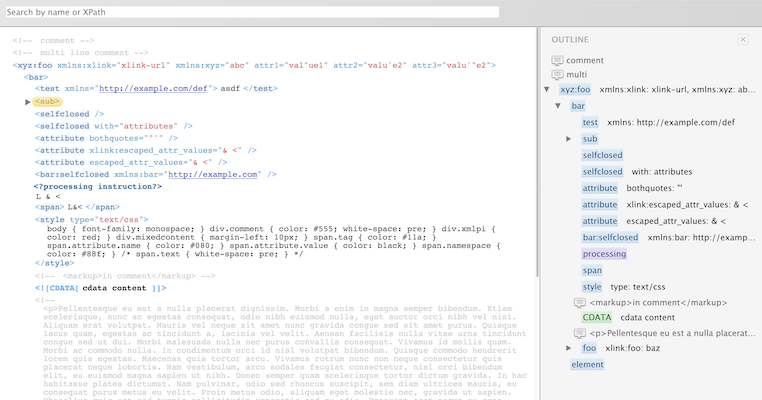 Search by name or XPath
<!-- comment -->
<!-- multi line comment -->
<xyz:foo xmlns:xlink="xlink-url" xmlns:xyz="abc" attr1="val"ue1" attr2="valu'e2" attr3="valu'"e2">
<bar>
<test xmlns="http://example.com/def"> asdf </test>
<sub>
<selfclosed />
<selfclosed with="attributes" />
<attribute bothquotes=""'" />
<attribute xlink:escaped_attr_values="& <" />
<attribute escaped_attr_values="& <" />
<bar:selfclosed xmlns:bar="http://example.com" />
<?processing instruction?>
L & <
<span> L&< </span>
<style type="text/css">
body { font-family: monospace; } div.comment { color: #555; white-space: pre; } div.xmlpi {
color: red; } div.mixedcontent { margin-left: 10px; } span.tag { color: #11a; }
span.attribute.name { color: #080; } span.attribute.value { color: black; } span.namespace {
color: #88f; } /* span.text { white-space: pre; } */
</style>
<!-- <markup>in comment</markup> -->
<![CDATA[ cdata content ]]>
<!--
<p>Pellentesque eu est a nulla placerat dignissim. Morbi a enim in magna semper bibendum. Etiam
scelerisque, nunc ac egestas consequat, odio nibh euismod nulla, eget auctor orci nibh vel nisi.
Aliquam erat volutpat. Mauris vel neque sit amet nunc gravida congue sed sit amet purus. Quisque
lacus quam, egestas ac tincidunt a, lacinia vel velit. Aenean facilisis nulla vitae urna tincidunt
congue sed ut dui. Morbi malesuada nulla nec purus convallis consequat. Vivamus id mollis quam.
Morbi ac commodo nulla. In condimentum orci id nisl volutpat bibendum. Quisque commodo hendrerit
lorem quis egestas. Maecenas quis tortor arcu. Vivamus rutrum nunc non neque consectetur quis
placerat neque lobortis. Nam vestibulum, arcu sodales feugiat consectetur, nisl orci bibendum
elit, eu euismod magna sapien ut nibh. Donec semper quam scelerisque tortor dictum gravida. In hac
habitasse platea dictumst. Nam pulvinar, odio sed rhoncus suscipit, sem diam ultrices mauris, eu
consequat purus metus eu velit. Proin metus odio, aliquam eget molestie nec, gravida ut sapien.
OUTLINE
comment
multi
xyz:foo xmlns:xlink: xlink-url, xmlns:xyz: ab...
bar
test xmlns: http://example.com/def
sub
selfclosed
selfclosed with: attributes
attribute bothquotes: "'
attribute xlink:escaped_attr_values: & <
attribute escaped_attr_values: & <
bar:selfclosed xmlns:bar: http://examp...
processing
span
style type: text/css
<markup>in comment</markup>
CDATA cdata content
<p>Pellentesque eu est a nulla placerat...
foo xlink:foo: baz
element